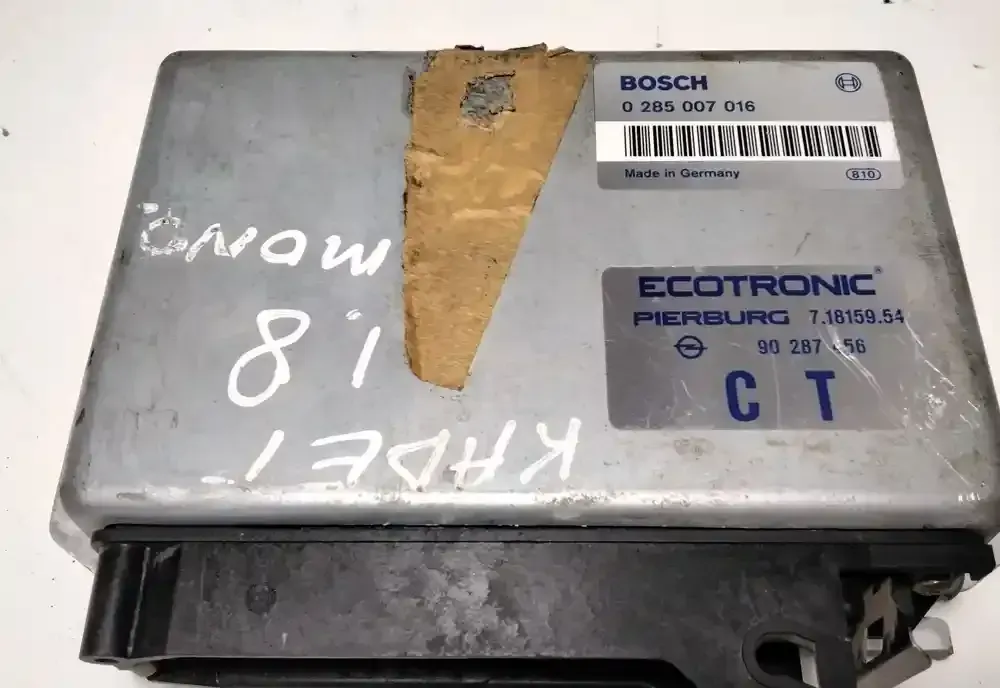 BOSCH
0 285 007 016
Made in Germany
810
ECOTRONIC®
PIERBURG 7.18159.54
90 287
C T
KADET
1.8
MONO